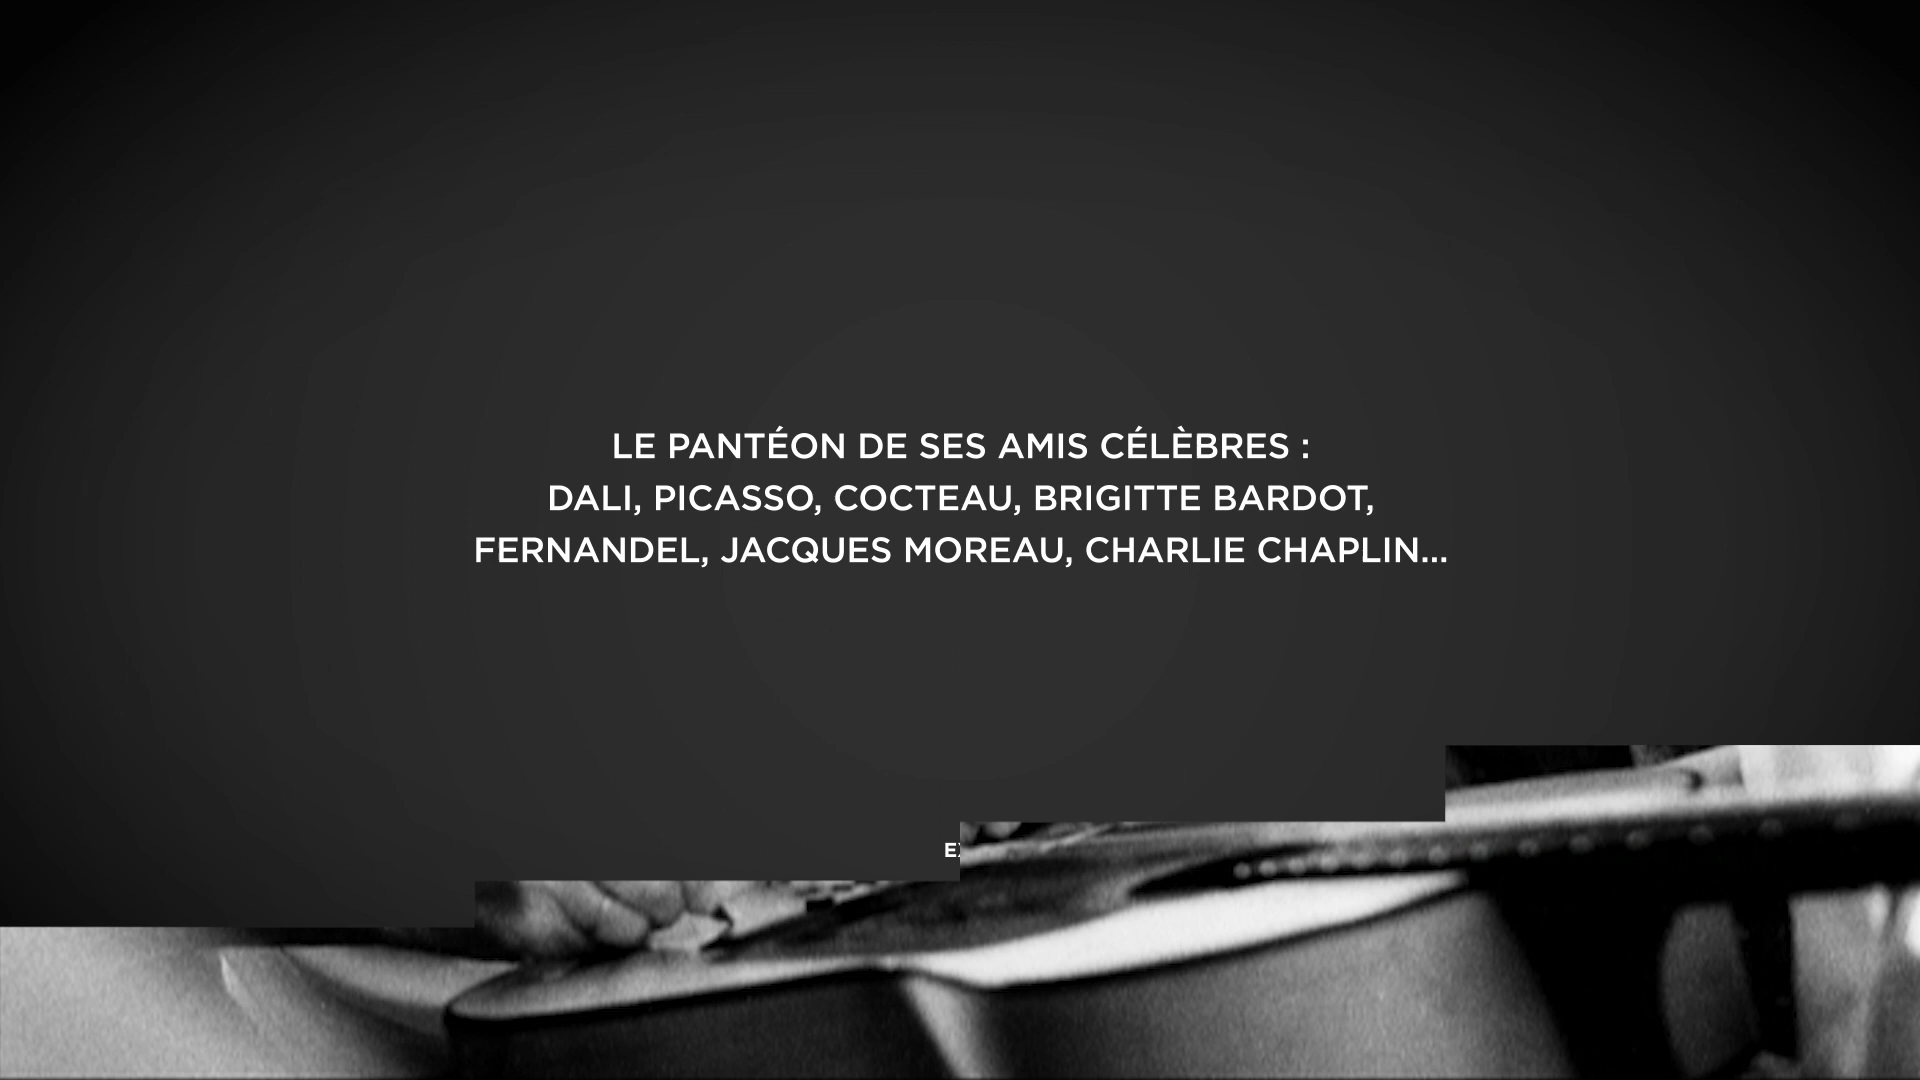 LE PANTÉON DE SES AMIS CÉLÈBRES :
DALI, PICASSO, COCTEAU, BRIGITTE BARDOT,
FERNANDEL, JACQUES MOREAU, CHARLIE CHAPLIN...